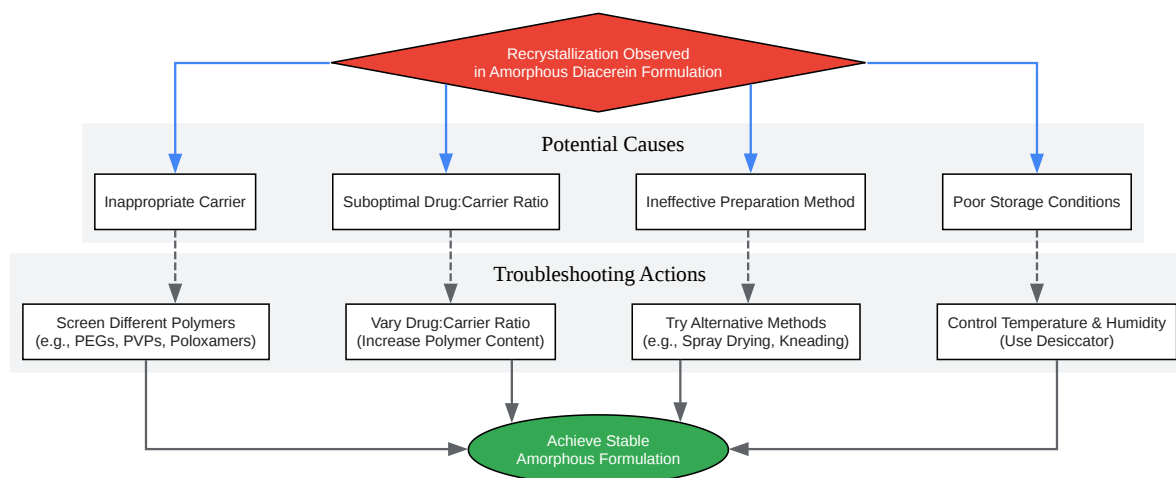 Recrystallization Observed
in Amorphous Diacerein Formulation
Potential Causes
Inappropriate Carrier
Suboptimal Drug:Carrier Ratio
Ineffective Preparation Method
Poor Storage Conditions
Troubleshooting Actions
Screen Different Polymers
(e.g., PEGs, PVPs, Poloxamers)
Vary Drug:Carrier Ratio
(Increase Polymer Content)
Try Alternative Methods
(e.g., Spray Drying, Kneading)
Control Temperature & Humidity
(Use Desiccator)
Achieve Stable
Amorphous Formulation